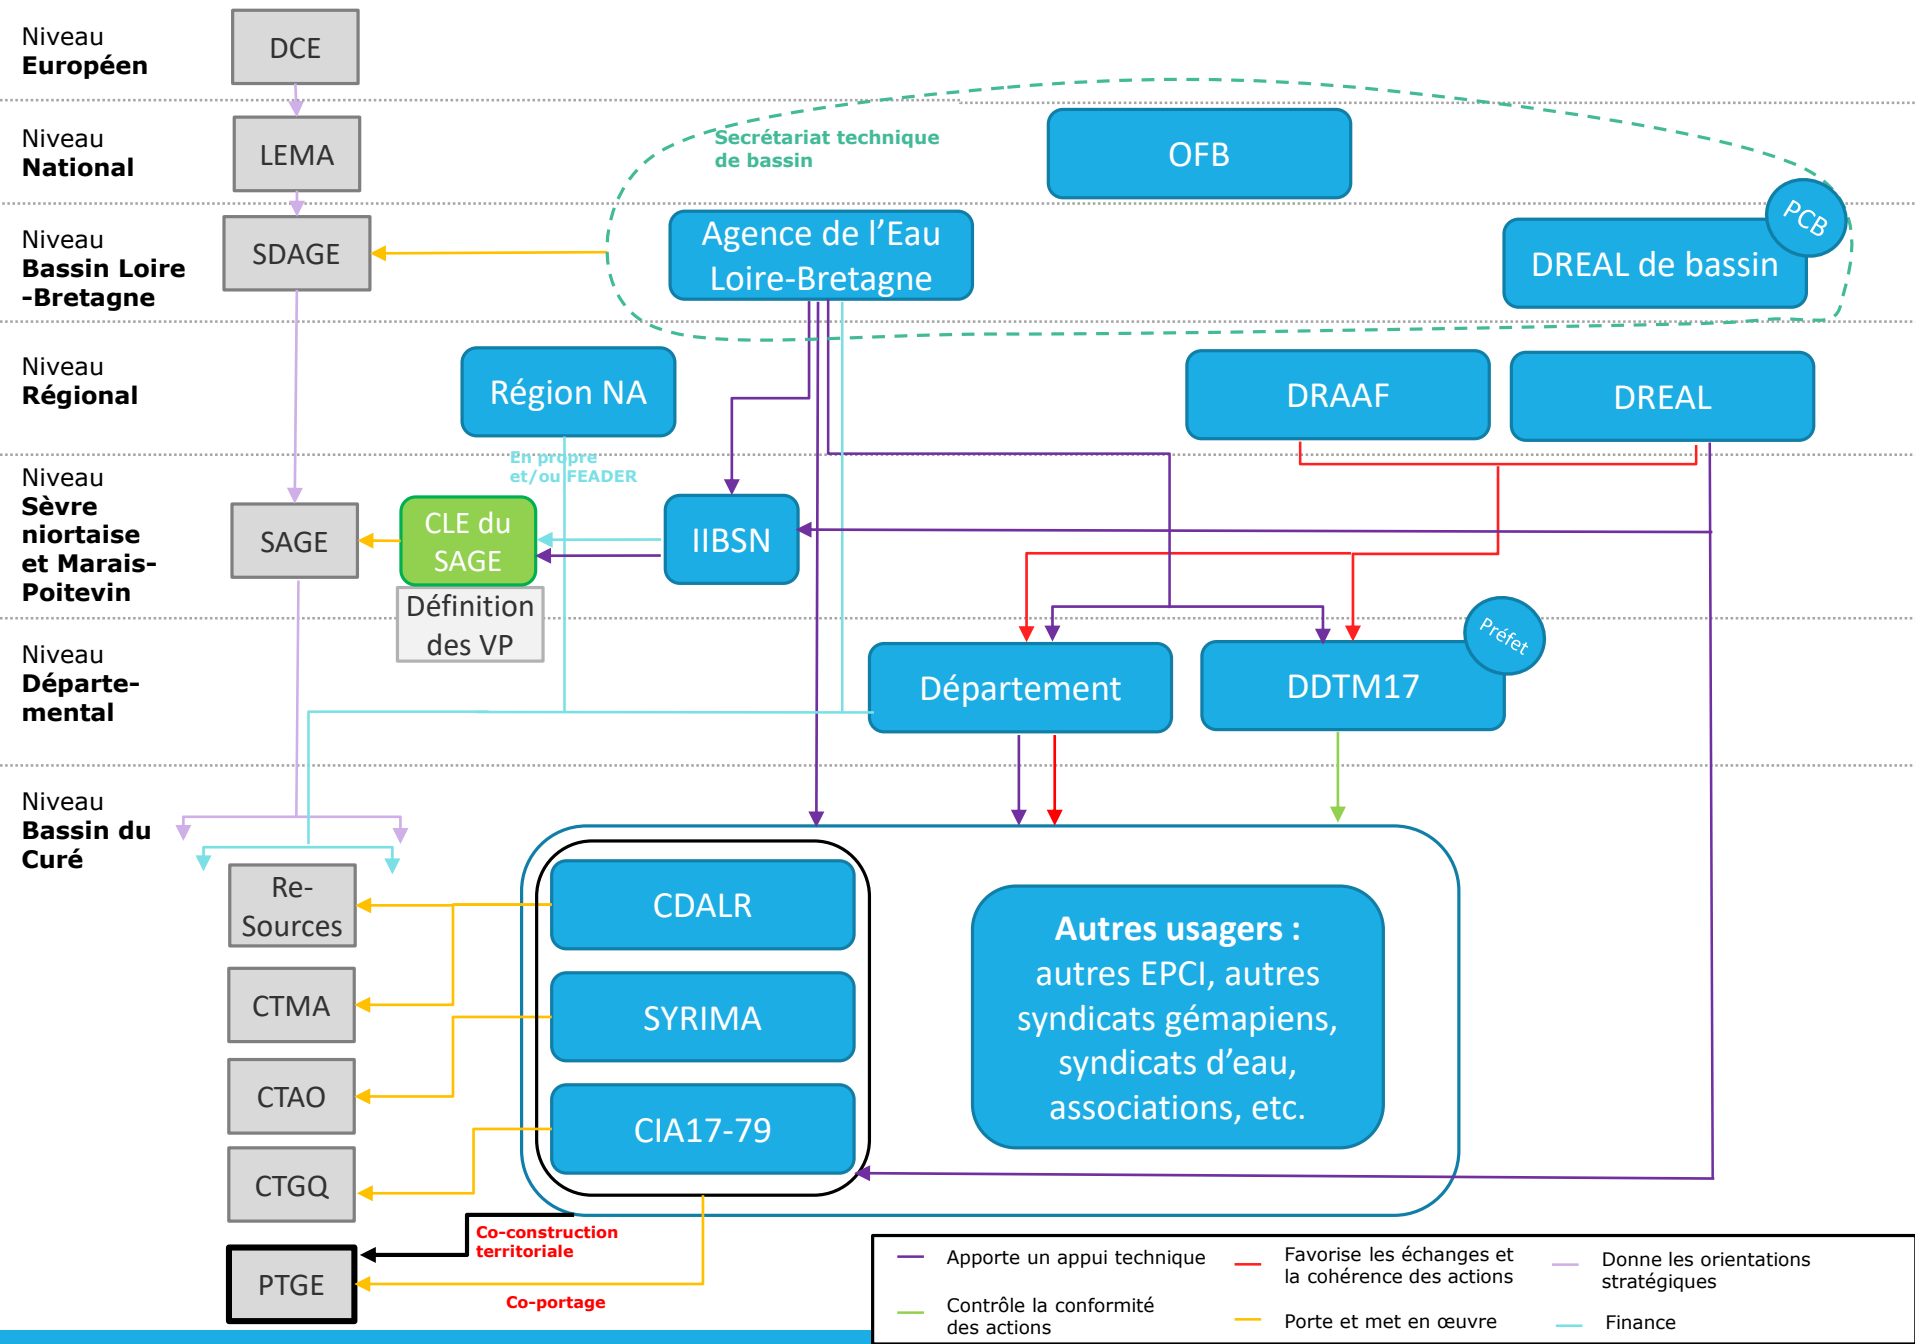 Niveau
Européen
DCE
Niveau
National
LEMA
Secrétariat technique
de bassin
OFB
Niveau
Bassin Loire
-Bretagne
SDAGE
Agence de l'Eau
Loire-Bretagne
DREAL de bassin
PCB
Niveau
Régional
Région NA
DRAAF
DREAL
En propre
et/ou FEADER
Niveau
Sèvre
niortaise
et Marais-
Poitevin
SAGE
CLE du
SAGE
IIBSN
Définition
des VP
Niveau
Départe-
mental
Département
DDTM17
Préfet
Niveau
Bassin du
Curé
Re-
Sources
CTMA
CTAO
CTGQ
PTGE
CDALR
SYRIMA
CIA17-79
Autres usagers :
autres EPCI, autres
syndicats gémapiens,
syndicats d'eau,
associations, etc.
Co-construction
territoriale
Co-portage
Apporte un appui technique
Favorise les échanges et
la cohérence des actions
Donne les orientations
stratégiques
Contrôle la conformité
des actions
Porte et met en œuvre
Finance